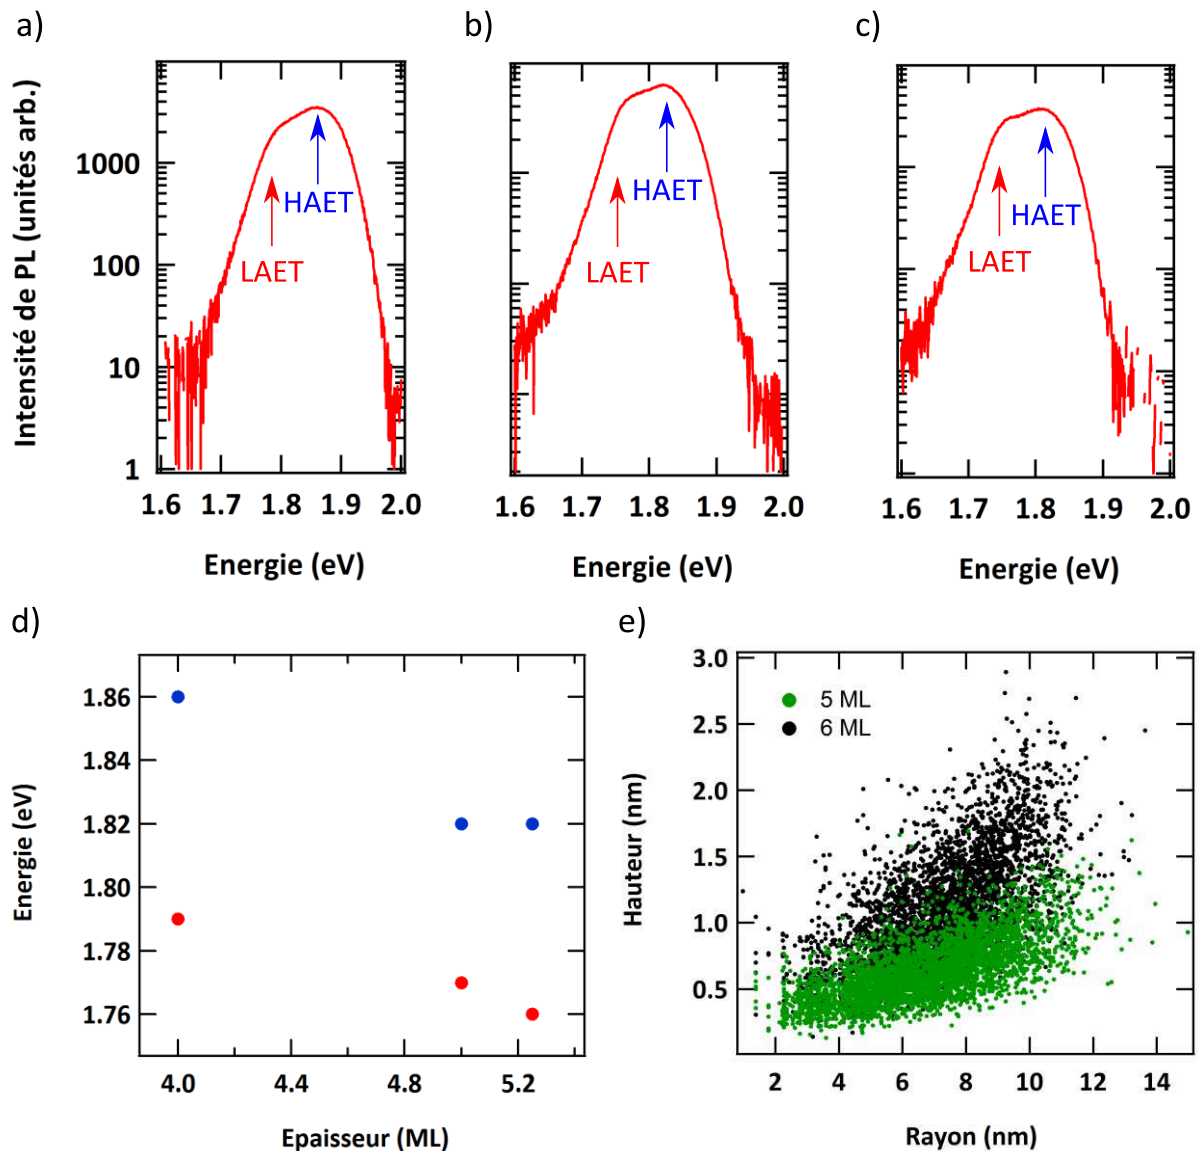 a)
b)
c)
Intensité de PL (unités arb.)
1000
100
10
1
HAET
LAET
HAET
LAET
HAET
LAET
1.6 1.7 1.8 1.9 2.0
1.6 1.7 1.8 1.9 2.0
1.6 1.7 1.8 1.9 2.0
Energie (eV)
Energie (eV)
Energie (eV)
d)
Energie (eV)
1.86
1.84
1.82
1.80
1.78
1.76
4.0 4.4 4.8 5.2
Epaisseur (ML)
e)
Hauteur (nm)
3.0
2.5
2.0
1.5
1.0
0.5
5 ML
6 ML
2 4 6 8 10 12 14
Rayon (nm)